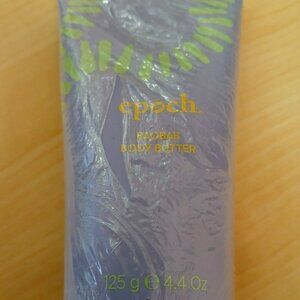 epoch.
BAOBAB
BODY BUTTER
125 g ℮ 4.4 Oz